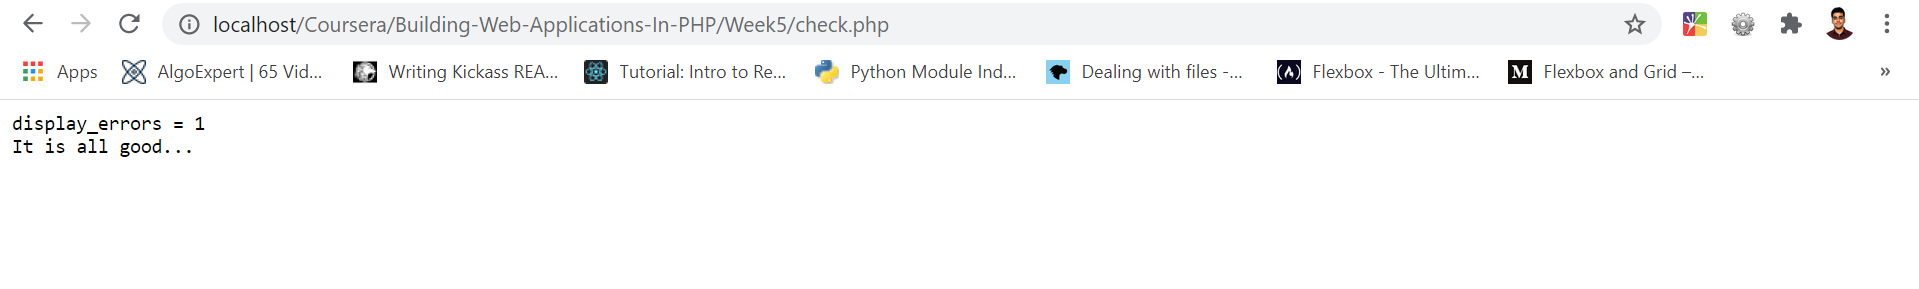 localhost/Coursera/Building-Web-Applications-In-PHP/Week5/check.php
Apps AlgoExpert | 65 Vid... Writing Kickass REA... Tutorial: Intro to Re... Python Module Ind... Dealing with files -... Flexbox - The Ultim... Flexbox and Grid –... »
display_errors = 1
It is all good...